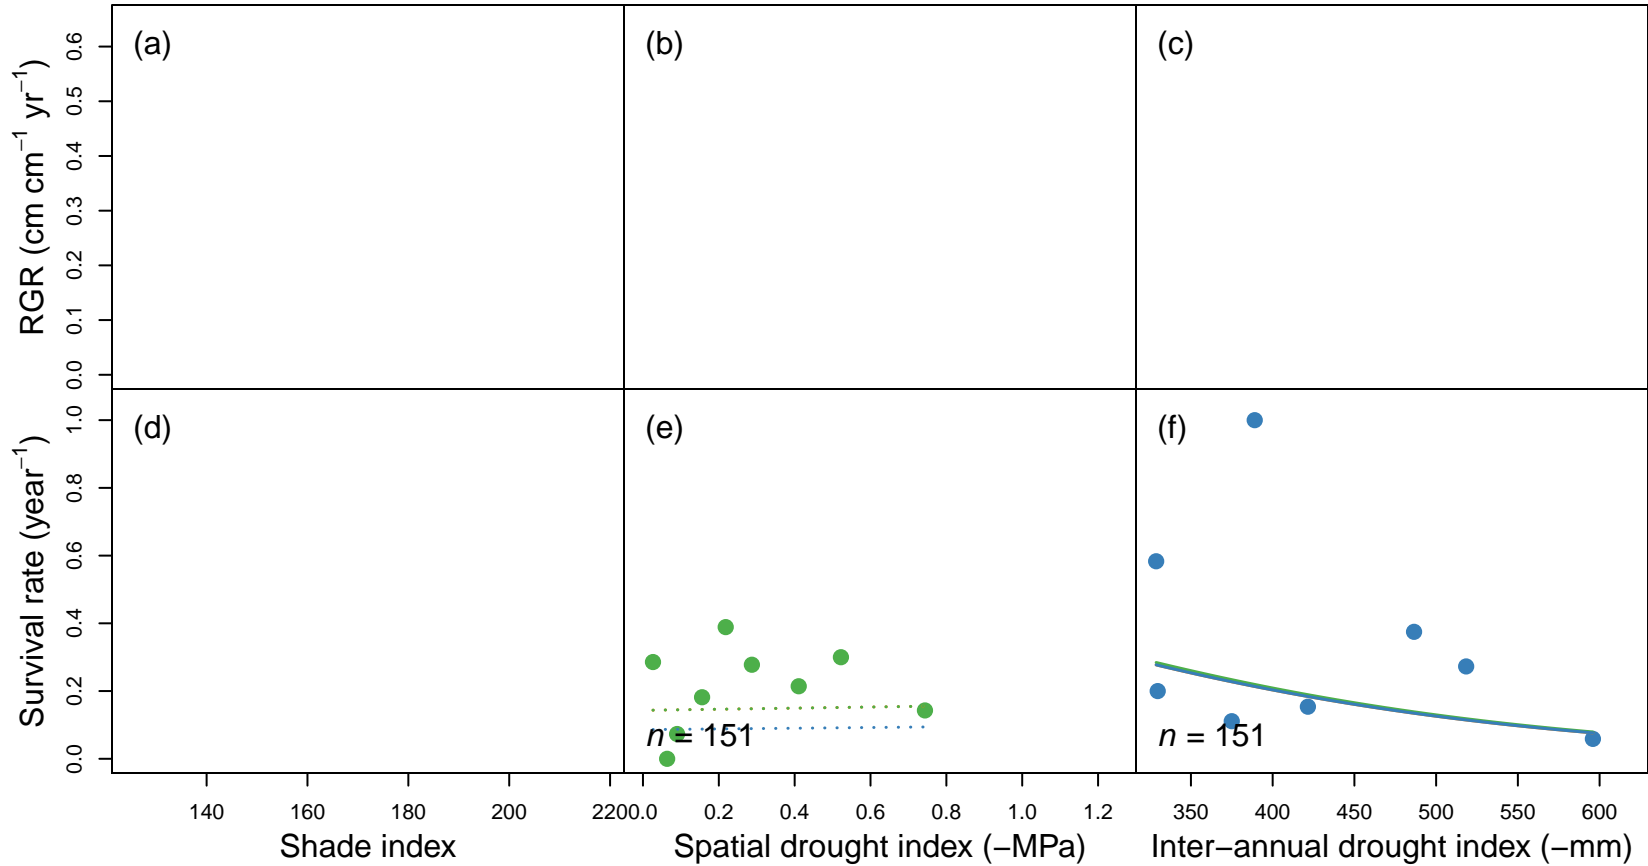 (a)
(b)
(c)
RGR (cm cm⁻¹ yr⁻¹)
0.6
0.5
0.4
0.3
0.2
0.1
0.0
(d)
(e)
(f)
Survival rate (year⁻¹)
1.0
0.8
0.6
0.4
0.2
0.0
n = 151
n = 151
140 160 180 200 220
0.0 0.2 0.4 0.6 0.8 1.0 1.2
350 400 450 500 550 600
Shade index
Spatial drought index (−MPa)
Inter−annual drought index (−mm)